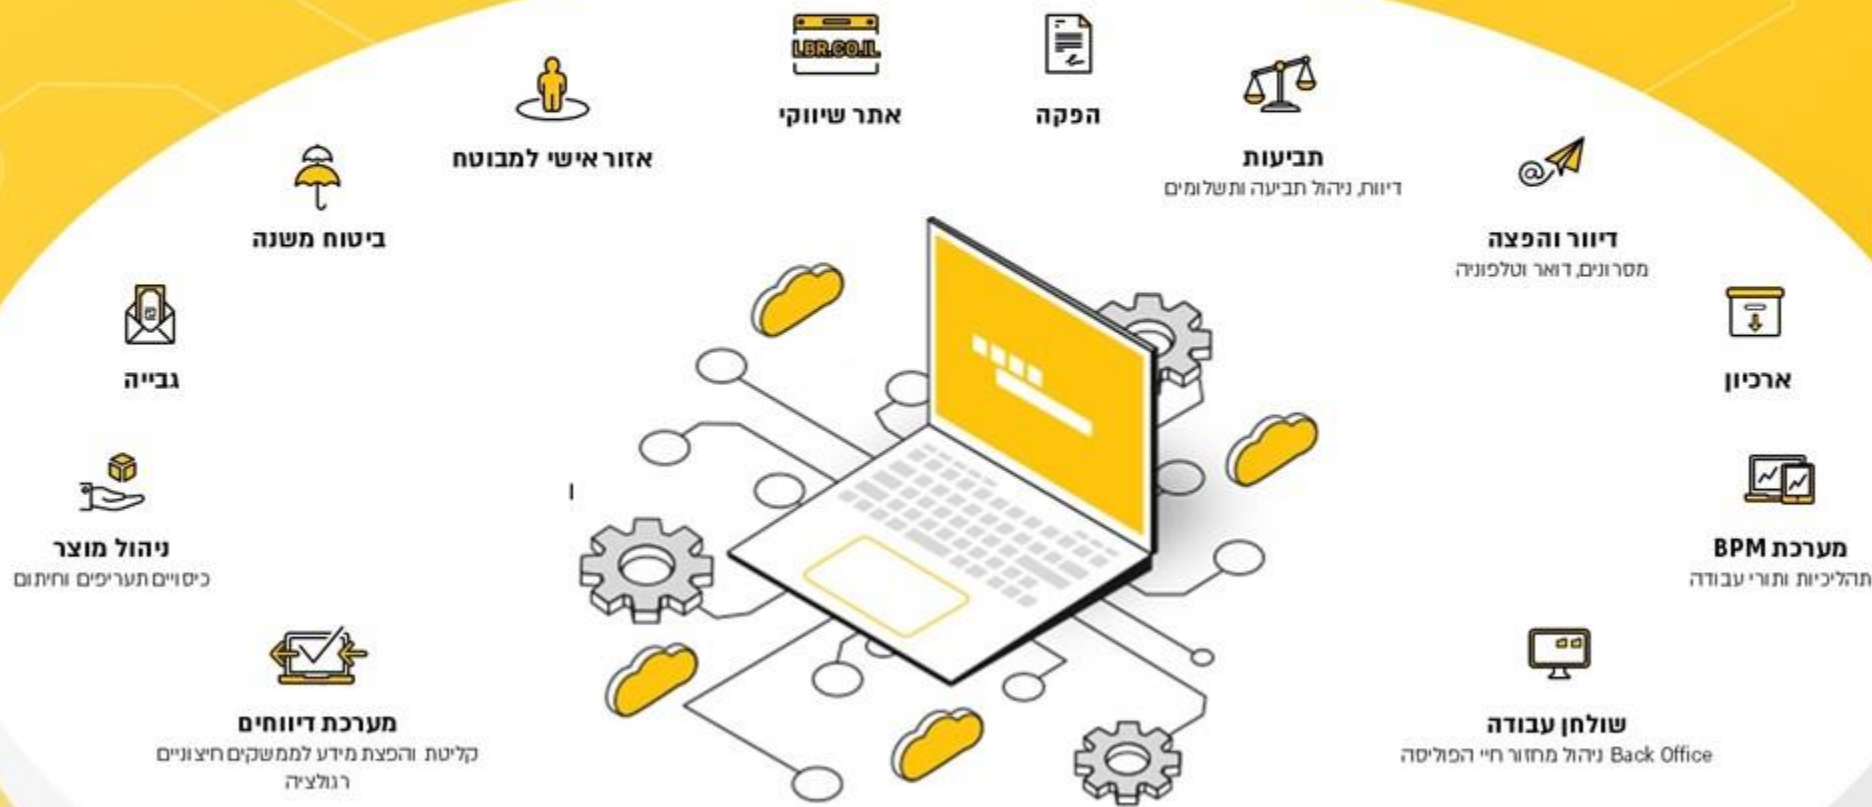 LBR.CO.IL
אתר שיווקי
הפקה
תביעות
דיווח, ניהול תביעה ותשלומים
דיוור והפצה
מסרונים, דואר וטלפוניה
ארכיון
מערכת BPM
תהליכיות ותורי עבודה
שולחן עבודה
Back Office ניהול מחזור חיי הפוליסה
אזור אישי למבוטח
ביטוח משנה
גבייה
ניהול מוצר
כיסויים תעריפים וחיתום
מערכת דיווחים
קליטת והפצת מידע לממשקים חיצוניים
רגולציה